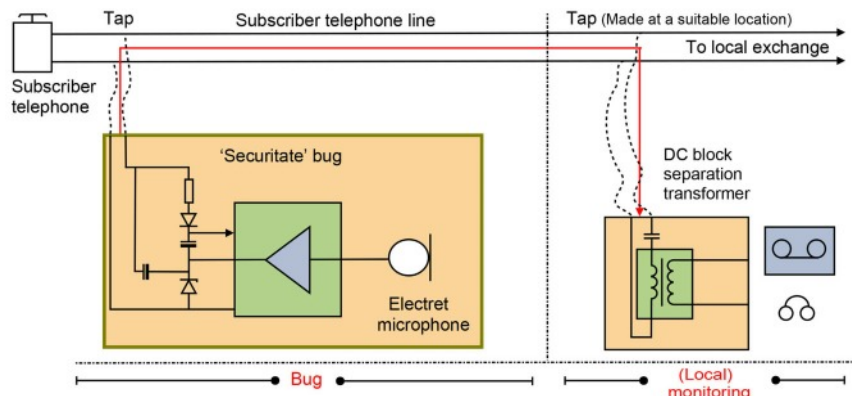 Tap
Subscriber telephone line
Tap (Made at a suitable location)
To local exchange
Subscriber
telephone
'Securitate' bug
DC block
separation
transformer
Electret
microphone
Bug
(Local)
monitoring